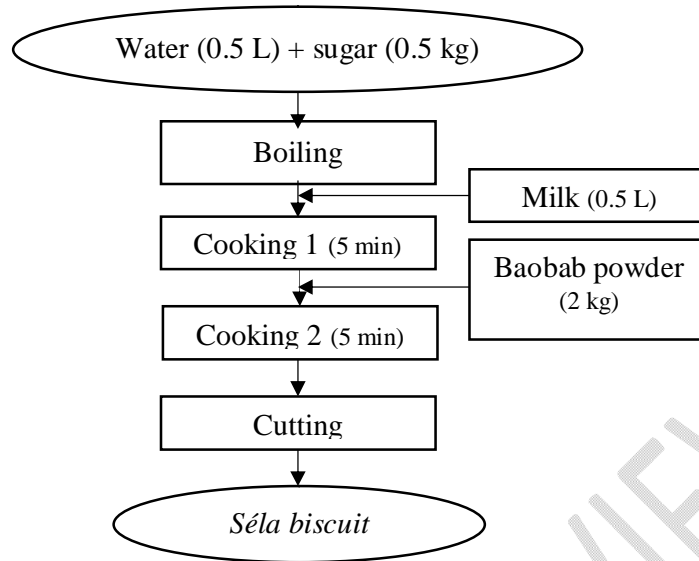 Water (0.5 L) + sugar (0.5 kg)
Boiling
Milk (0.5 L)
Cooking 1 (5 min)
Baobab powder
(2 kg)
Cooking 2 (5 min)
Cutting
Séla biscuit